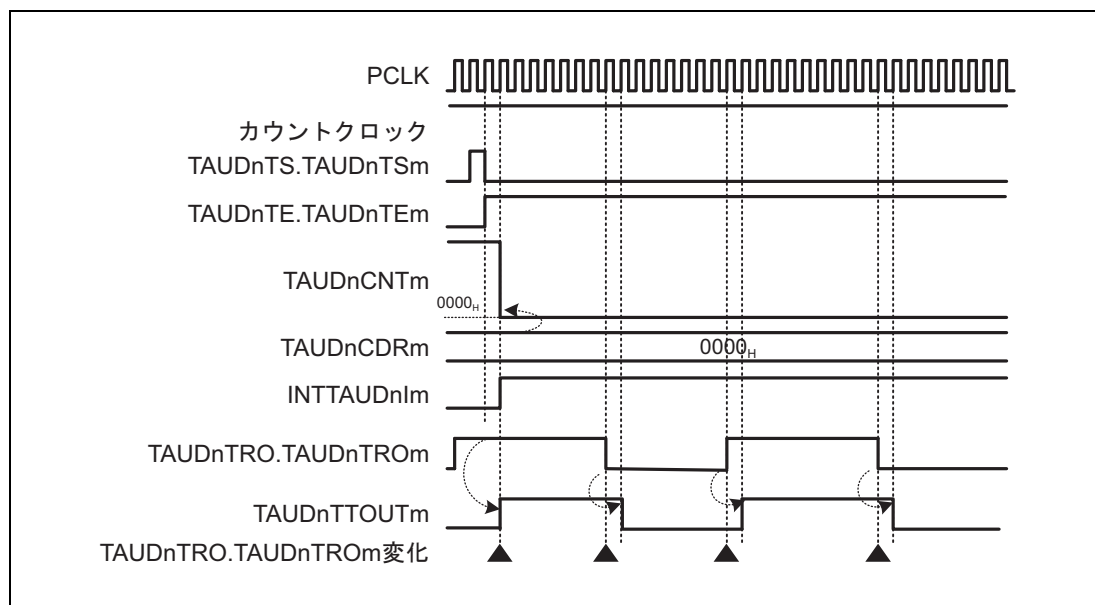 PCLK
カウントクロック
TAUDnTS.TAUDnTSm
TAUDnTE.TAUDnTEm
TAUDnCNTm
0000H
TAUDnCDRm
0000H
INTTAUDnIm
TAUDnTRO.TAUDnTROm
TAUDnTTOUTm
TAUDnTRO.TAUDnTROm変化